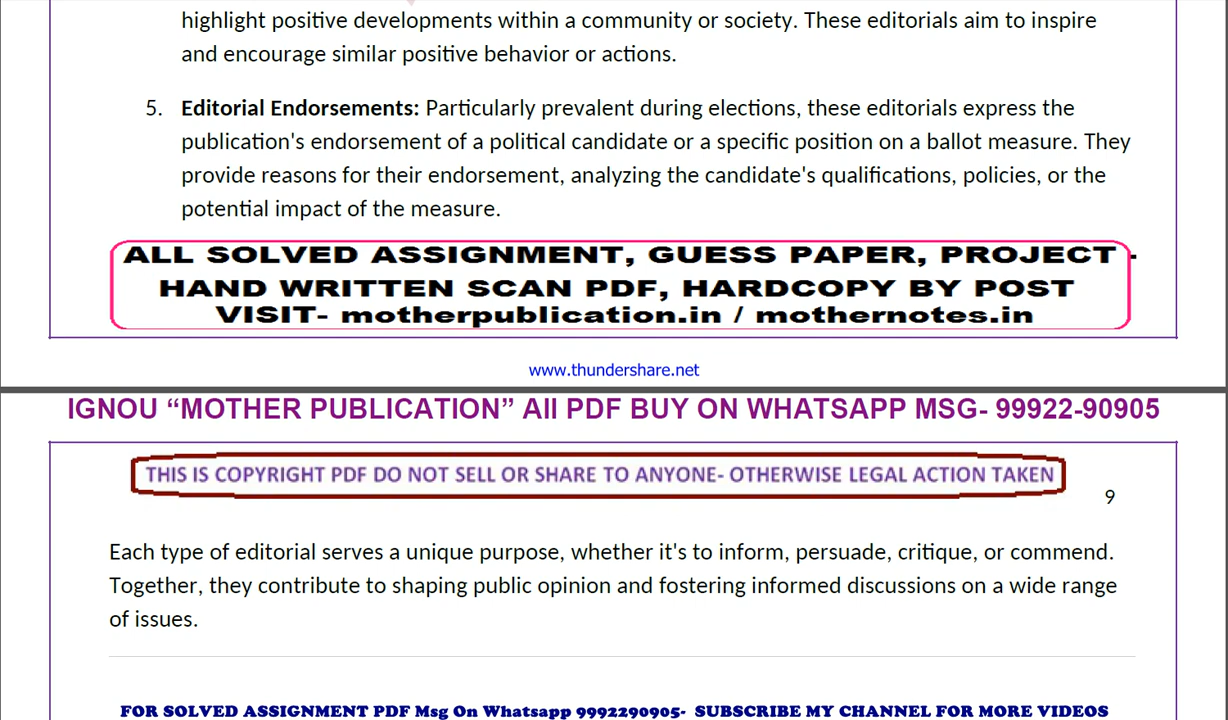 highlight positive developments within a community or society. These editorials aim to inspire
and encourage similar positive behavior or actions.
5. Editorial Endorsements: Particularly prevalent during elections, these editorials express the
publication's endorsement of a political candidate or a specific position on a ballot measure. They
provide reasons for their endorsement, analyzing the candidate's qualifications, policies, or the
potential impact of the measure.
ALL SOLVED ASSIGNMENT, GUESS PAPER, PROJECT -
HAND WRITTEN SCAN PDF, HARDCOPY BY POST
VISIT- motherpublication.in / mothernotes.in
www.thundershare.net
IGNOU “MOTHER PUBLICATION” All PDF BUY ON WHATSAPP MSG- 99922-90905
THIS IS COPYRIGHT PDF DO NOT SELL OR SHARE TO ANYONE- OTHERWISE LEGAL ACTION TAKEN
9
Each type of editorial serves a unique purpose, whether it's to inform, persuade, critique, or commend.
Together, they contribute to shaping public opinion and fostering informed discussions on a wide range
of issues.
FOR SOLVED ASSIGNMENT PDF Msg On Whatsapp 9992290905- SUBSCRIBE MY CHANNEL FOR MORE VIDEOS